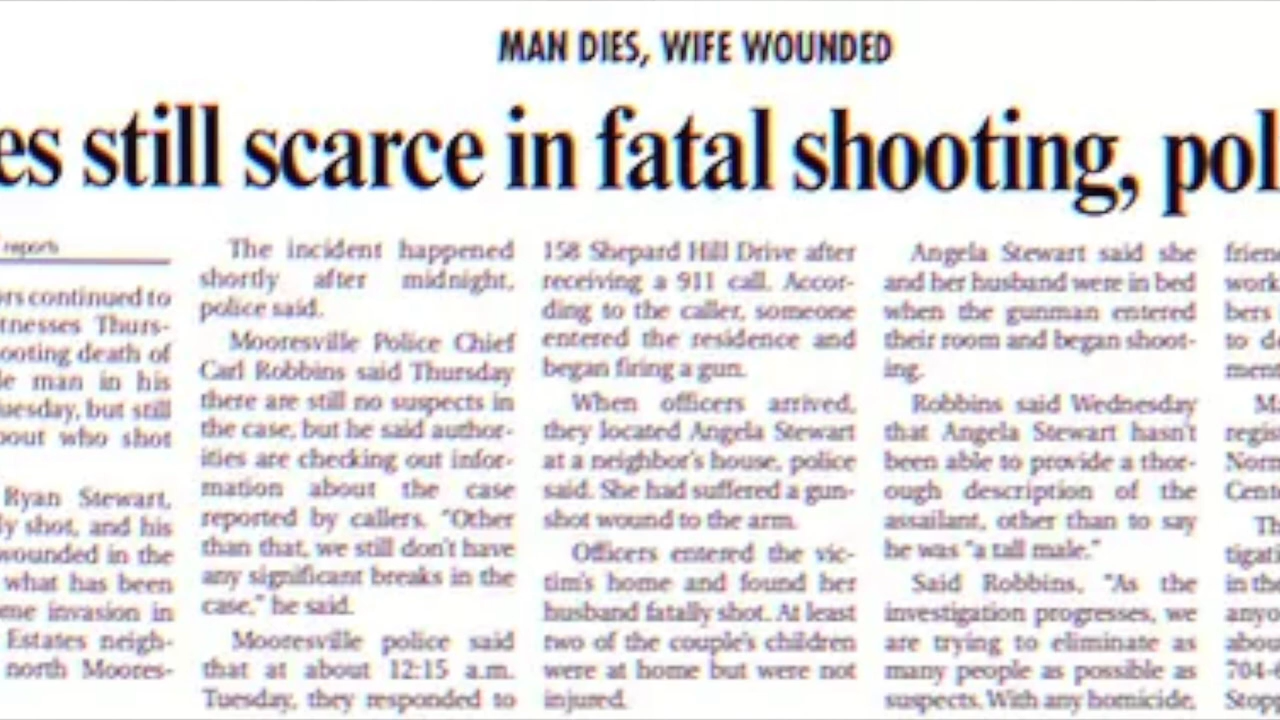 MAN DIES, WIFE WOUNDED
es still scarce in fatal shooting, pol
reports
rs continued to
tnesses Thurs-
ooting death of
le man in his
uesday, but still
bout who shot
Ryan Stewart,
ly shot, and his
wounded in the
what has been
me invasion in
Estates neigh-
north Moores-
The incident happened
shortly after midnight,
police said.
Mooresville Police Chief
Carl Robbins said Thursday
there are still no suspects in
the case, but he said author-
ities are checking out infor-
mation about the case
reported by callers. "Other
than that, we still don't have
any significant breaks in the
case," he said.
Mooresville police said
that at about 12:15 a.m.
Tuesday, they responded to
158 Shepard Hill Drive after
receiving a 911 call. Accor-
ding to the caller, someone
entered the residence and
began firing a gun.
When officers arrived,
they located Angela Stewart
at a neighbor's house, police
said. She had suffered a gun-
shot wound to the arm.
Officers entered the vic-
tim's home and found her
husband fatally shot. At least
two of the couple's children
were at home but were not
injured.
Angela Stewart said she
and her husband were in bed
when the gunman entered
their room and began shoot-
ing.
Robbins said Wednesday
that Angela Stewart hasn't
been able to provide a thor-
ough description of the
assailant, other than to say
he was "a tall male."
Said Robbins, "As the
investigation progresses, we
are trying to eliminate as
many people as possible as
suspects. With any homicide,
frien
work
bers
to de
ment
M
regis
Norm
Cent
Th
tigati
in the
anyo
abou
704-
Stopp